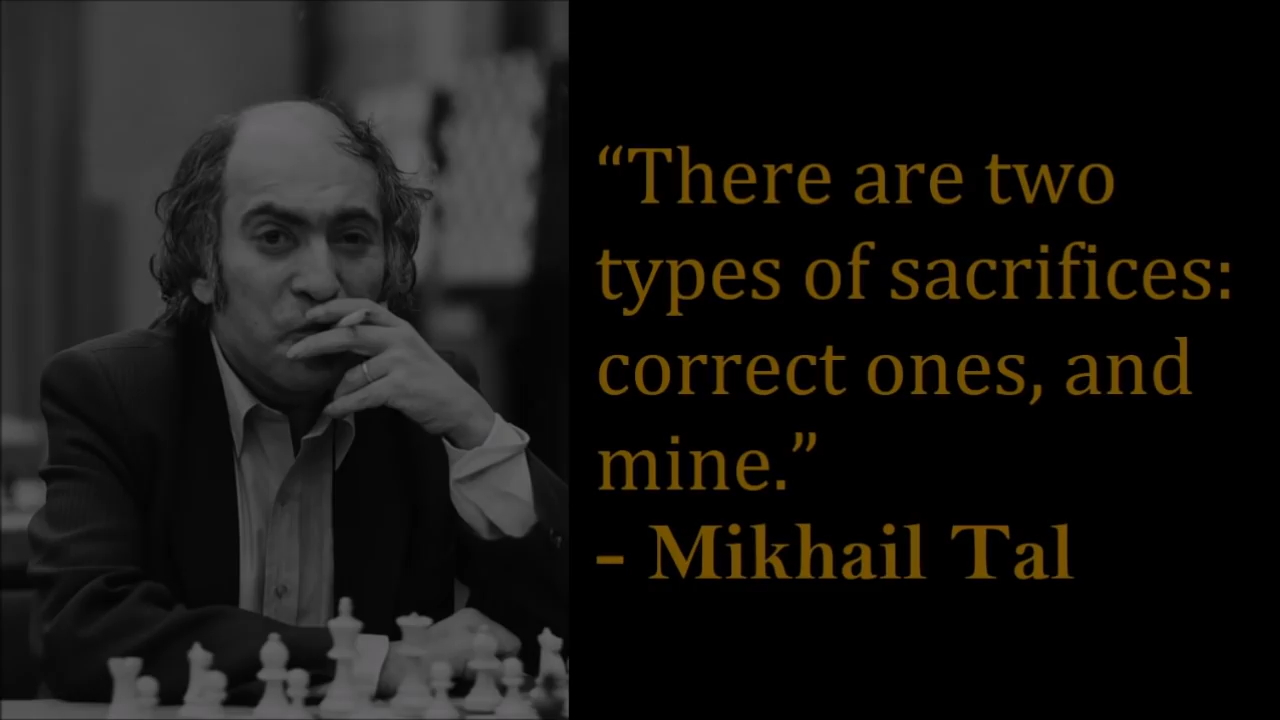 “There are two
types of sacrifices:
correct ones, and
mine.”
- Mikhail Tal